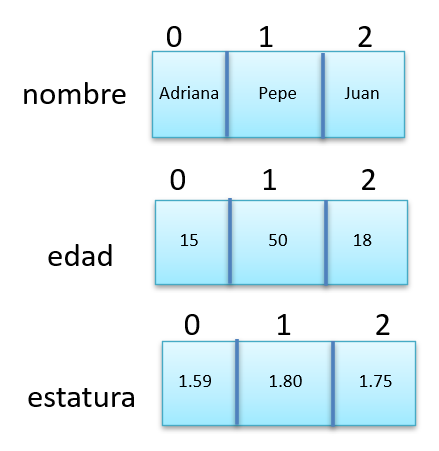 0 1 2
nombre Adriana Pepe Juan
0 1 2
edad 15 50 18
0 1 2
estatura 1.59 1.80 1.75